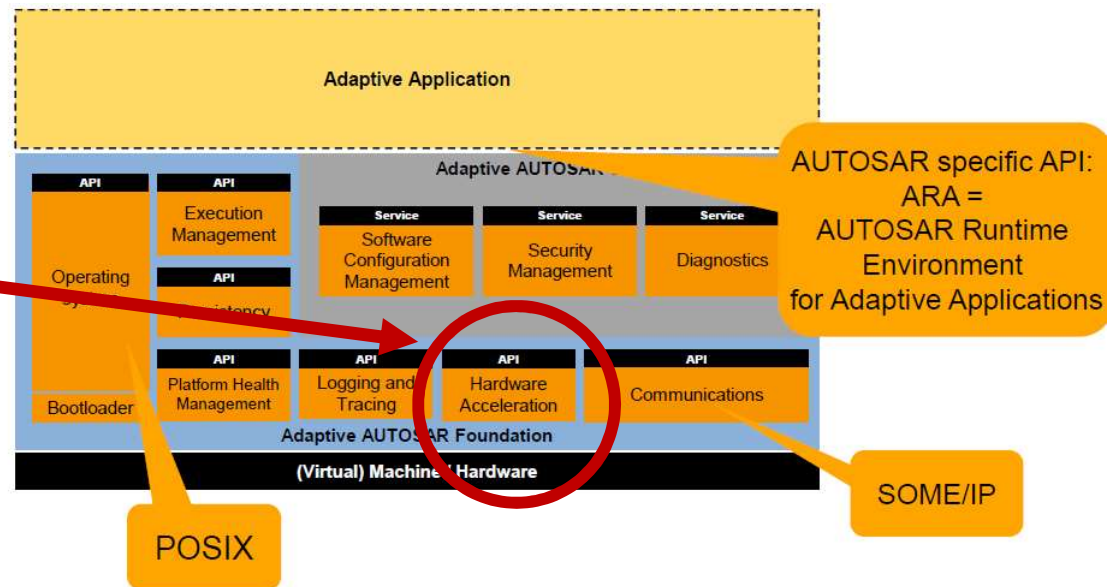 Adaptive Application
AUTOSAR specific API:
ARA =
AUTOSAR Runtime
Environment
for Adaptive Applications
Adaptive AUTOSAR
API
Operating
Bootloader
API
Execution
Management
API
API
Platform Health
Management
Service
Software
Configuration
Management
Service
Security
Management
Service
Diagnostics
API
Logging and
Tracing
API
Hardware
Acceleration
API
Communications
Adaptive AUTOSAR Foundation
(Virtual) Machine / Hardware
POSIX
SOME/IP